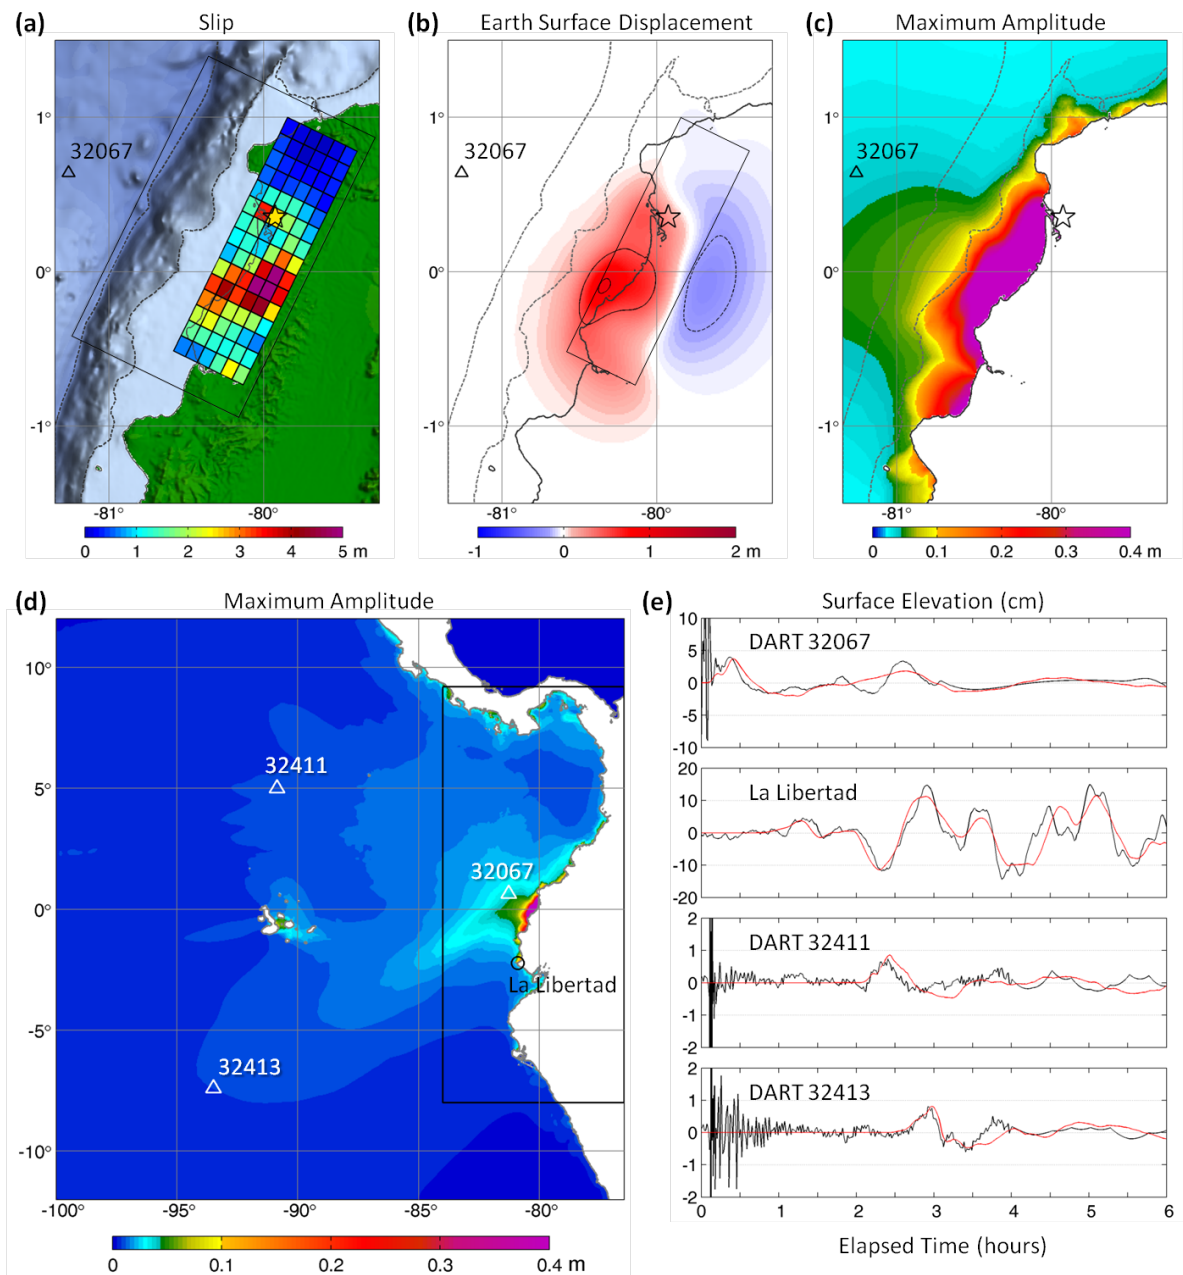 (a) Slip
1°
0°
-1°
32067
-81° -80°
0 1 2 3 4 5 m
(b) Earth Surface Displacement
1°
0°
-1°
32067
-81° -80°
-1 0 1 2 m
(c) Maximum Amplitude
1°
0°
-1°
32067
-81° -80°
0 0.1 0.2 0.3 0.4 m
(d) Maximum Amplitude
10°
5°
0°
-5°
-10°
32411
32067
La Libertad
32413
-100 -95 -90 -85 -80
0 0.1 0.2 0.3 0.4 m
(e) Surface Elevation (cm)
DART 32067
10
5
0
-5
-10
La Libertad
20
10
0
-10
-20
DART 32411
2
1
0
-1
-2
DART 32413
2
1
0
-1
-2
0 1 2 3 4 5 6
Elapsed Time (hours)